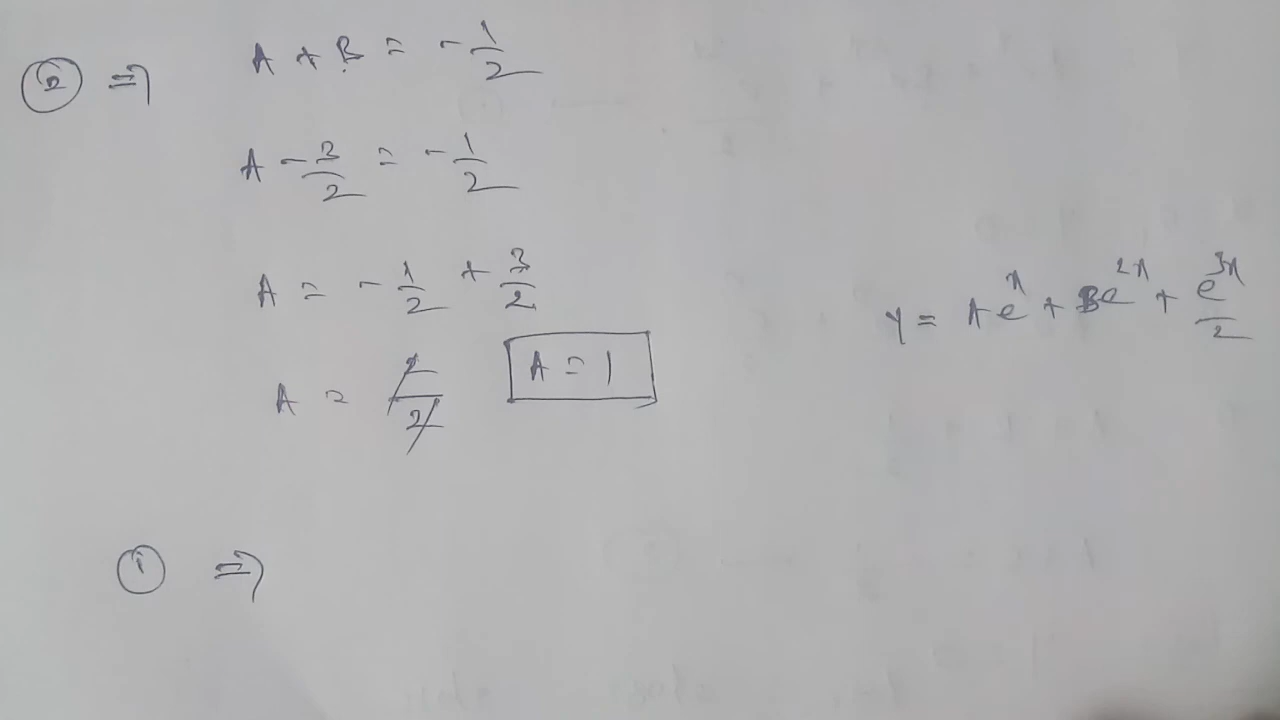 ② ⇒ A + B = -1/2
A - 3/2 = -1/2
A = -1/2 + 3/2
y = Ae^x + Be^2x + e^3x/2
A = 2/2 A = 1
① ⇒